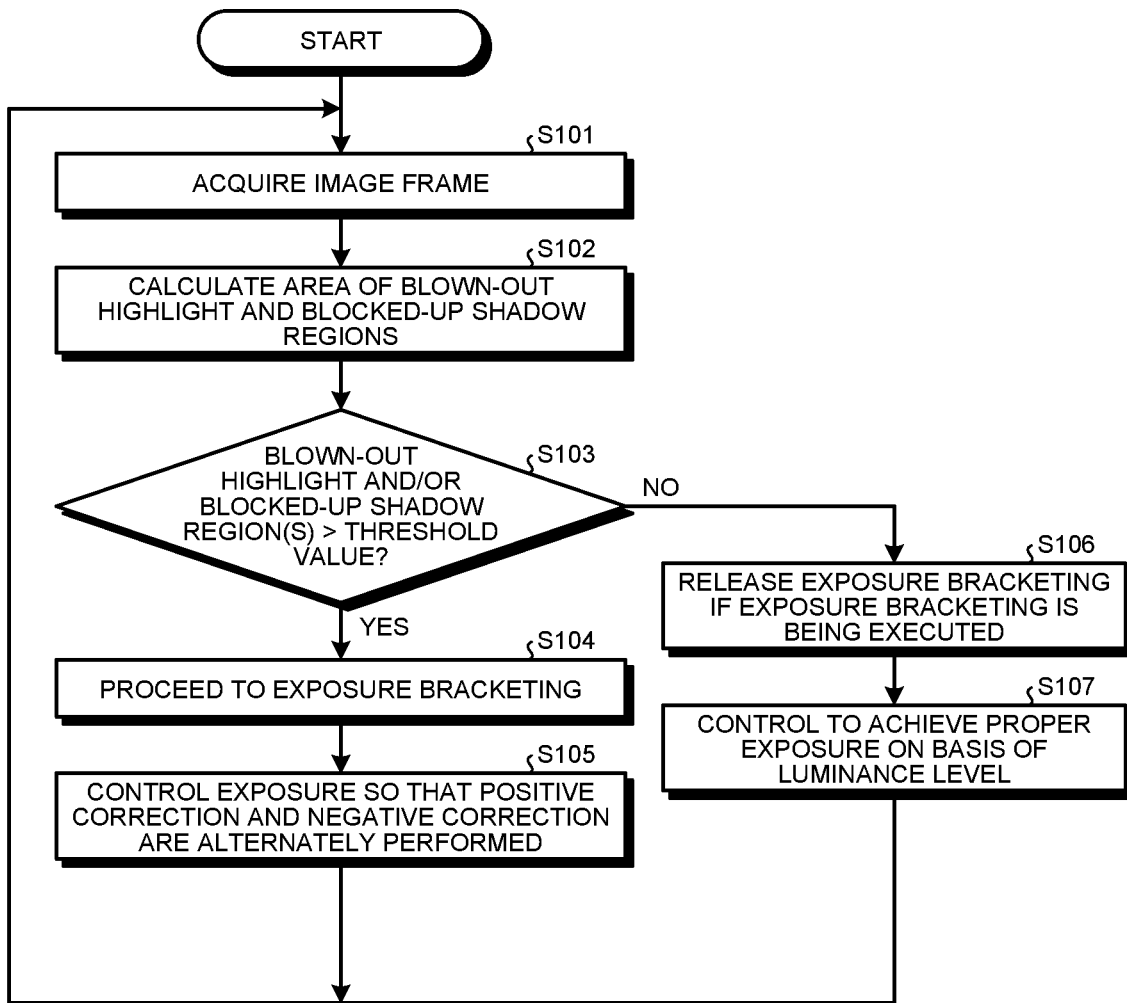 START
S101
ACQUIRE IMAGE FRAME
S102
CALCULATE AREA OF BLOWN-OUT
HIGHLIGHT AND BLOCKED-UP SHADOW
REGIONS
S103
BLOWN-OUT
HIGHLIGHT AND/OR
BLOCKED-UP SHADOW
REGION(S) > THRESHOLD
VALUE?
NO
YES
S104
PROCEED TO EXPOSURE BRACKETING
S105
CONTROL EXPOSURE SO THAT POSITIVE
CORRECTION AND NEGATIVE CORRECTION
ARE ALTERNATELY PERFORMED
S106
RELEASE EXPOSURE BRACKETING
IF EXPOSURE BRACKETING IS
BEING EXECUTED
S107
CONTROL TO ACHIEVE PROPER
EXPOSURE ON BASIS OF
LUMINANCE LEVEL